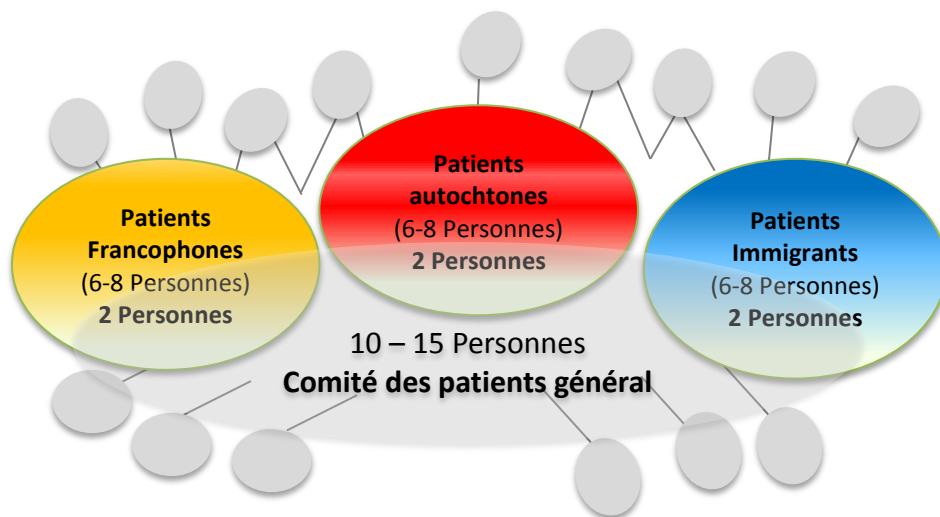 Patients
Francophones
(6-8 Personnes)
2 Personnes
Patients
autochtones
(6-8 Personnes)
2 Personnes
Patients
Immigrants
(6-8 Personnes)
2 Personnes
10 – 15 Personnes
Comité des patients général